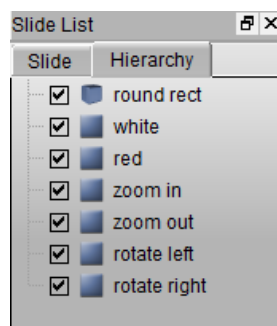 Slide List
Slide Hierarchy
round rect
white
red
zoom in
zoom out
rotate left
rotate right